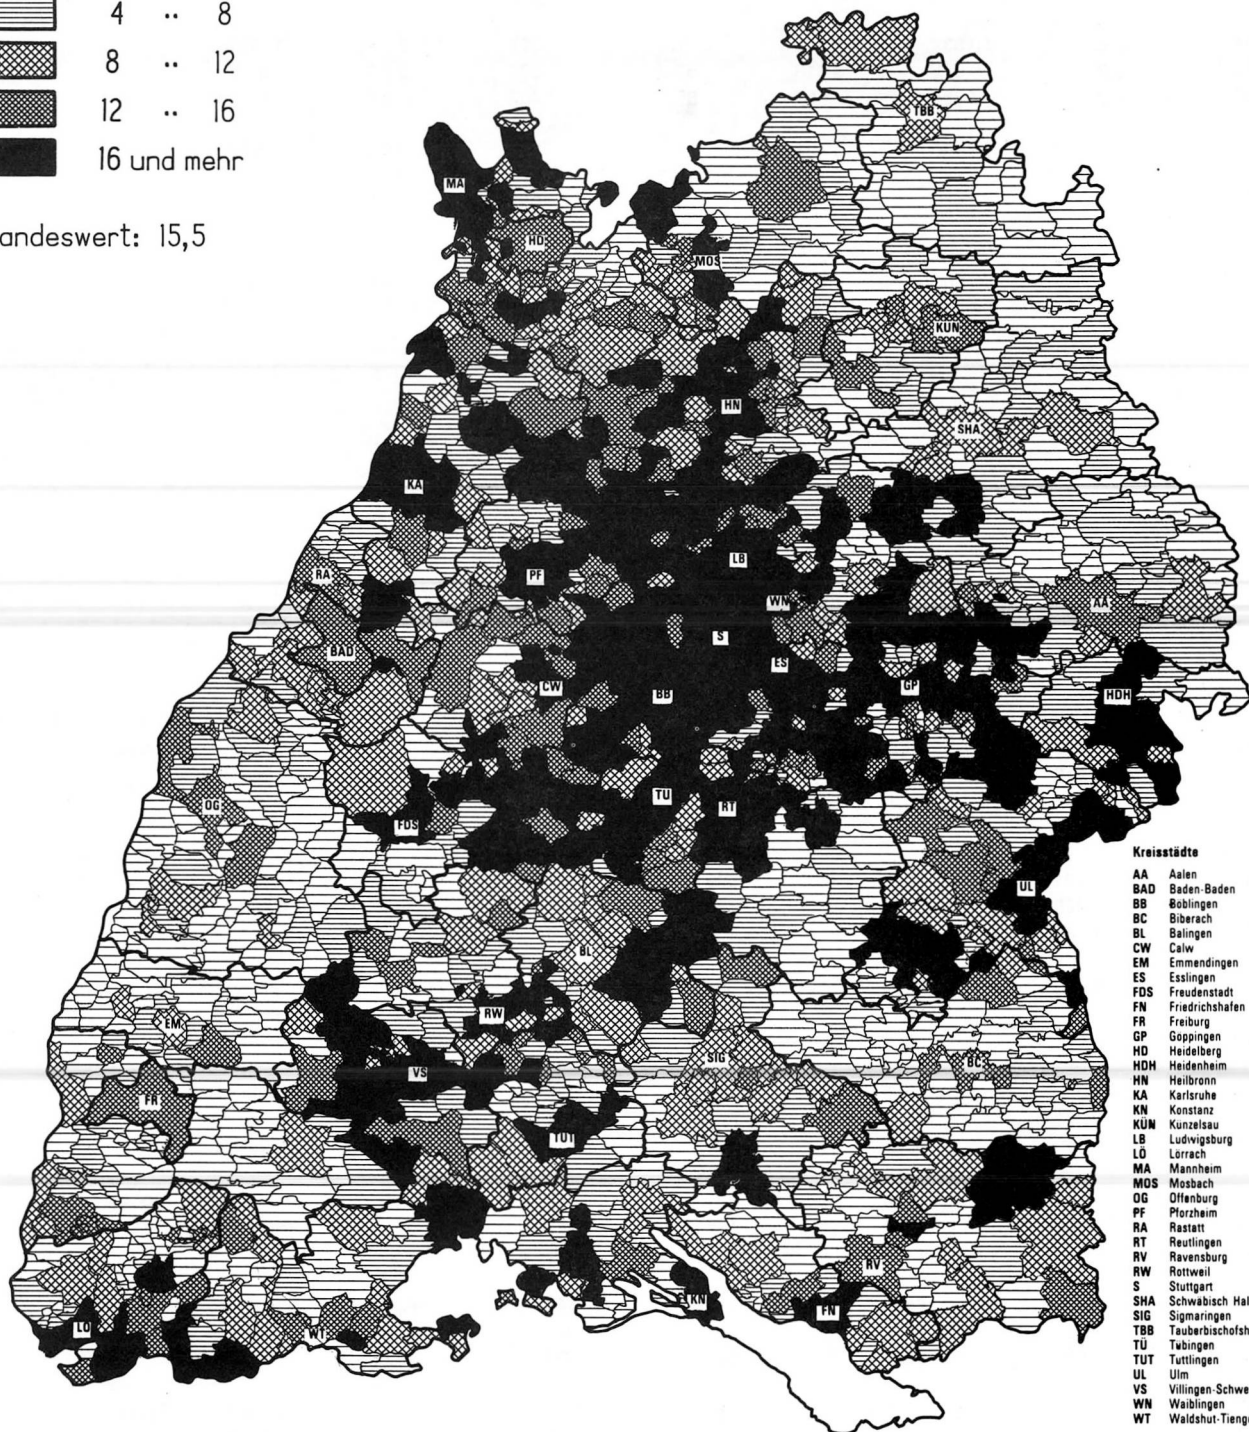 4 .. 8
8 .. 12
12 .. 16
16 und mehr
andeswert: 15,5
TBB
MA
HD
MOS
KÜN
HN
SHA
KA
LB
PF
RA
WN
AA
S
BAD
ES
CW
BB
GP
HDH
TÜ
RT
OG
FDS
UL
BL
RW
EM
SIG
BC
VS
FR
TUT
RV
KN
FN
LÖ
WT
Kreisstädte
AA Aalen
BAD Baden-Baden
BB Böblingen
BC Biberach
BL Balingen
CW Calw
EM Emmendingen
ES Esslingen
FDS Freudenstadt
FN Friedrichshafen
FR Freiburg
GP Göppingen
HD Heidelberg
HDH Heidenheim
HN Heilbronn
KA Karlsruhe
KN Konstanz
KÜN Künzelsau
LB Ludwigsburg
LÖ Lörrach
MA Mannheim
MOS Mosbach
OG Offenburg
PF Pforzheim
RA Rastatt
RT Reutlingen
RV Ravensburg
RW Rottweil
S Stuttgart
SHA Schwäbisch Hal
SIG Sigmaringen
TBB Tauberbischofsh
TÜ Tübingen
TUT Tuttlingen
UL Ulm
VS Villingen-Schwe
WN Waiblingen
WT Waldshut-Tieng